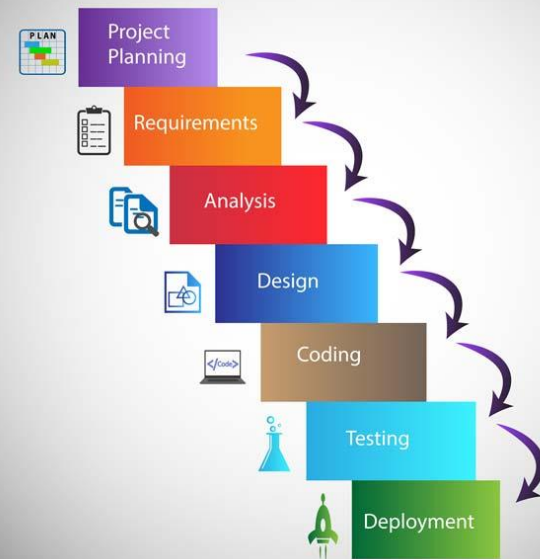 PLAN
Project
Planning
Requirements
Analysis
Design
</Code>
Coding
Testing
Deployment